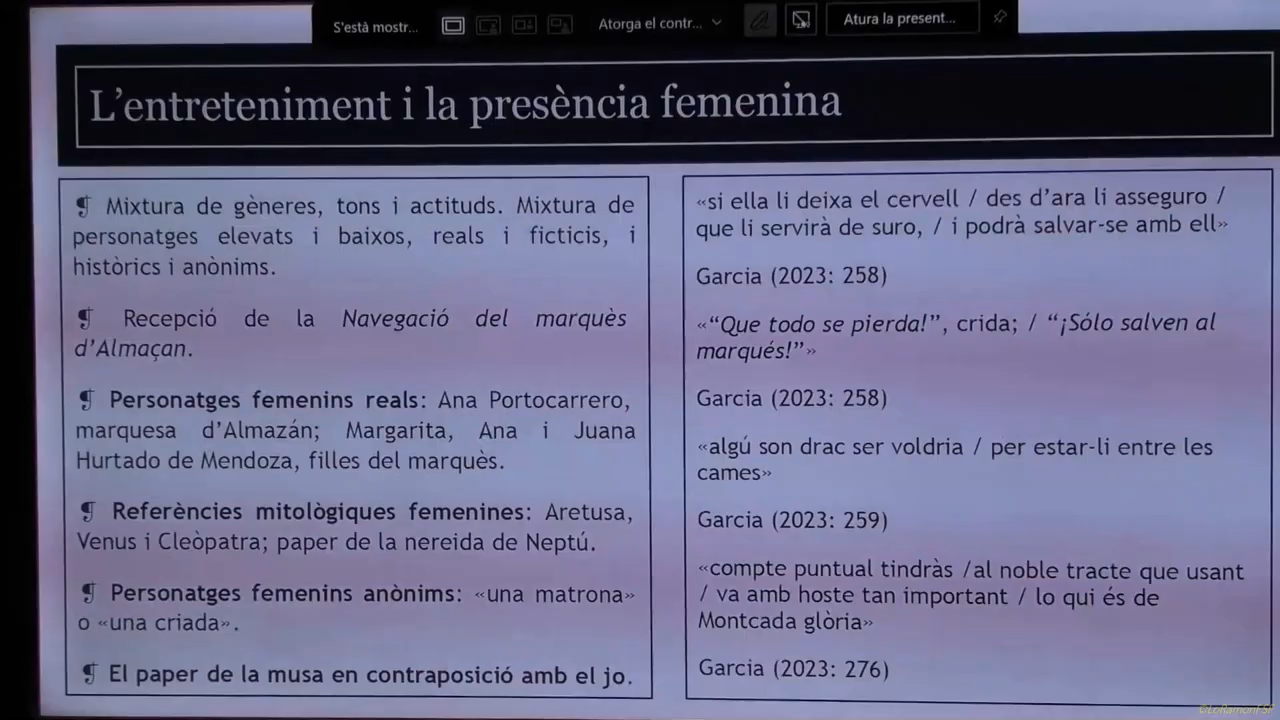 S'està mostr...
Atorga el contr...
Atura la present...
L'entreteniment i la presència femenina
¶ Mixtura de gèneres, tons i actituds. Mixtura de
personatges elevats i baixos, reals i ficticis, i
històrics i anònims.
¶ Recepció de la Navegació del marquès
d'Almaçan.
¶ Personatges femenins reals: Ana Portocarrero,
marquesa d'Almazán; Margarita, Ana i Juana
Hurtado de Mendoza, filles del marquès.
¶ Referències mitològiques femenines: Aretusa,
Venus i Cleòpatra; paper de la nereida de Neptú.
¶ Personatges femenins anònims: «una matrona»
o «una criada».
¶ El paper de la musa en contraposició amb el jo.
«si ella li deixa el cervell / des d'ara li asseguro /
que li servirà de suro, / i podrà salvar-se amb ell»
Garcia (2023: 258)
«“Que todo se pierda!”, crida; / “¡Sólo salven al
marqués!”»
Garcia (2023: 258)
«algú son drac ser voldria / per estar-li entre les
cames»
Garcia (2023: 259)
«compte puntual tindràs /al noble tracte que usant
/ va amb hoste tan important / lo qui és de
Montcada glòria»
Garcia (2023: 276)